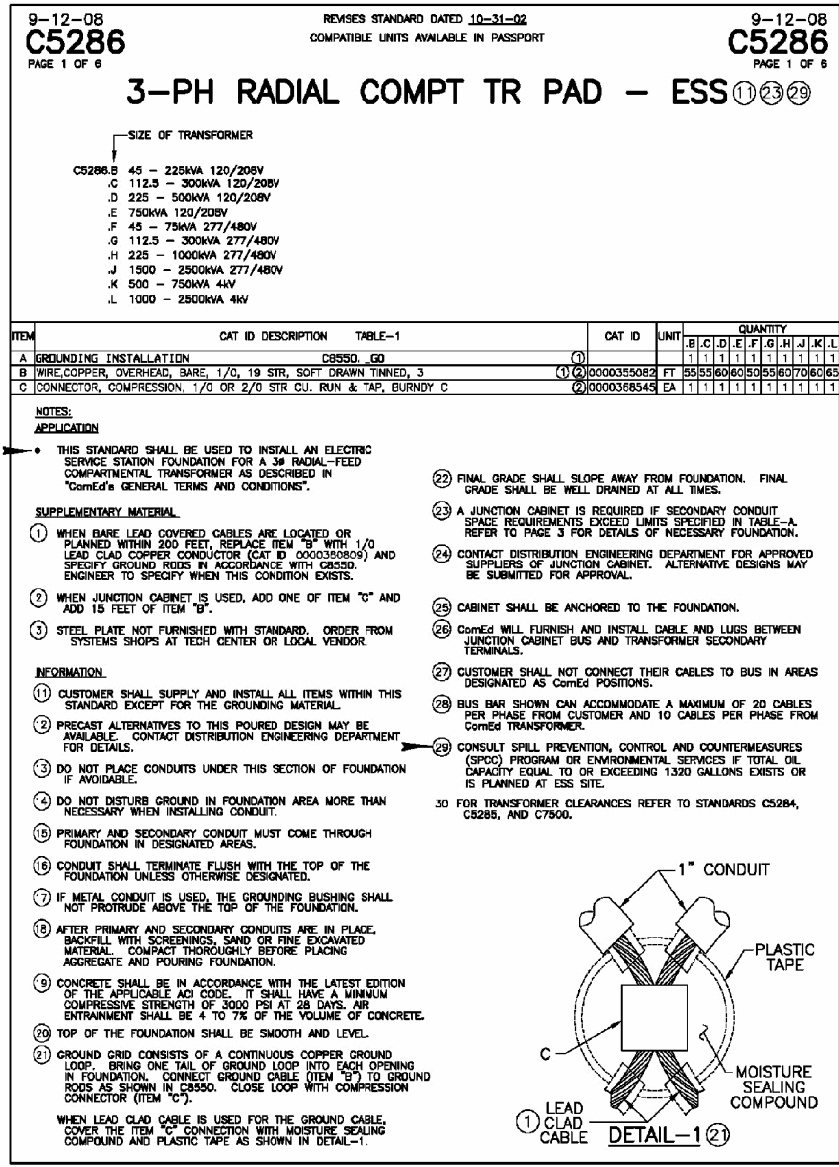 9-12-08
C5286
PAGE 1 OF 6
REVISES STANDARD DATED 10-31-02
COMPATIBLE UNITS AVAILABLE IN PASSPORT
9-12-08
C5286
PAGE 1 OF 6
3-PH RADIAL COMPT TR PAD - ESS 11 23 29
SIZE OF TRANSFORMER
C5286.B 45 - 225kVA 120/208V
.C 112.5 - 300kVA 120/208V
.D 225 - 500kVA 120/208V
.E 750kVA 120/208V
.F 45 - 75kVA 277/480V
.G 112.5 - 300kVA 277/480V
.H 225 - 1000kVA 277/480V
.J 1500 - 2500kVA 277/480V
.K 500 - 750kVA 4kV
.L 1000 - 2500kVA 4kV
ITEM CAT ID DESCRIPTION TABLE-1 CAT ID UNIT QUANTITY
.B .C .D .E .F .G .H .J .K .L
A GROUNDING INSTALLATION C8550._GO 1 1 1 1 1 1 1 1 1 1 1
B WIRE,COPPER, OVERHEAD, BARE, 1/0, 19 STR, SOFT DRAWN TINNED, 3 1 2 0000355082 FT 55 55 60 60 50 55 60 70 60 65
C CONNECTOR, COMPRESSION, 1/0 OR 2/0 STR CU. RUN & TAP, BURNDY C 2 0000368545 EA 1 1 1 1 1 1 1 1 1 1
NOTES:
APPLICATION
• THIS STANDARD SHALL BE USED TO INSTALL AN ELECTRIC
SERVICE STATION FOUNDATION FOR A 3Ø RADIAL-FEED
COMPARTMENTAL TRANSFORMER AS DESCRIBED IN
"ComEd's GENERAL TERMS AND CONDITIONS".
SUPPLEMENTARY MATERIAL
1 WHEN BARE LEAD COVERED CABLES ARE LOCATED OR
PLANNED WITHIN 200 FEET, REPLACE ITEM "B" WITH 1/0
LEAD CLAD COPPER CONDUCTOR (CAT ID 0000350809) AND
SPECIFY GROUND RODS IN ACCORDANCE WITH C8550.
ENGINEER TO SPECIFY WHEN THIS CONDITION EXISTS.
2 WHEN JUNCTION CABINET IS USED, ADD ONE OF ITEM "C" AND
ADD 15 FEET OF ITEM "B".
3 STEEL PLATE NOT FURNISHED WITH STANDARD. ORDER FROM
SYSTEMS SHOPS AT TECH CENTER OR LOCAL VENDOR
INFORMATION
11 CUSTOMER SHALL SUPPLY AND INSTALL ALL ITEMS WITHIN THIS
STANDARD EXCEPT FOR THE GROUNDING MATERIAL.
12 PRECAST ALTERNATIVES TO THIS POURED DESIGN MAY BE
AVAILABLE. CONTACT DISTRIBUTION ENGINEERING DEPARTMENT
FOR DETAILS.
13 DO NOT PLACE CONDUITS UNDER THIS SECTION OF FOUNDATION
IF AVOIDABLE.
14 DO NOT DISTURB GROUND IN FOUNDATION AREA MORE THAN
NECESSARY WHEN INSTALLING CONDUIT.
15 PRIMARY AND SECONDARY CONDUIT MUST COME THROUGH
FOUNDATION IN DESIGNATED AREAS.
16 CONDUIT SHALL TERMINATE FLUSH WITH THE TOP OF THE
FOUNDATION UNLESS OTHERWISE DESIGNATED.
17 IF METAL CONDUIT IS USED, THE GROUNDING BUSHING SHALL
NOT PROTRUDE ABOVE THE TOP OF THE FOUNDATION.
18 AFTER PRIMARY AND SECONDARY CONDUITS ARE IN PLACE,
BACKFILL WITH SCREENINGS, SAND OR FINE EXCAVATED
MATERIAL. COMPACT THOROUGHLY BEFORE PLACING
AGGREGATE AND POURING FOUNDATION.
19 CONCRETE SHALL BE IN ACCORDANCE WITH THE LATEST EDITION
OF THE APPLICABLE ACI CODE. IT SHALL HAVE A MINIMUM
COMPRESSIVE STRENGTH OF 3000 PSI AT 28 DAYS. AIR
ENTRAINMENT SHALL BE 4 TO 7% OF THE VOLUME OF CONCRETE.
20 TOP OF THE FOUNDATION SHALL BE SMOOTH AND LEVEL.
21 GROUND GRID CONSISTS OF A CONTINUOUS COPPER GROUND
LOOP. BRING ONE TAIL OF GROUND LOOP INTO EACH OPENING
IN FOUNDATION. CONNECT GROUND CABLE (ITEM "B") TO GROUND
RODS AS SHOWN IN C8550. CLOSE LOOP WITH COMPRESSION
CONNECTOR (ITEM "C").
WHEN LEAD CLAD CABLE IS USED FOR THE GROUND CABLE,
COVER THE ITEM "C" CONNECTION WITH MOISTURE SEALING
COMPOUND AND PLASTIC TAPE AS SHOWN IN DETAIL-1.
22 FINAL GRADE SHALL SLOPE AWAY FROM FOUNDATION. FINAL
GRADE SHALL BE WELL DRAINED AT ALL TIMES.
23 A JUNCTION CABINET IS REQUIRED IF SECONDARY CONDUIT
SPACE REQUIREMENTS EXCEED LIMITS SPECIFIED IN TABLE-A.
REFER TO PAGE 3 FOR DETAILS OF NECESSARY FOUNDATION.
24 CONTACT DISTRIBUTION ENGINEERING DEPARTMENT FOR APPROVED
SUPPLIERS OF JUNCTION CABINET. ALTERNATIVE DESIGNS MAY
BE SUBMITTED FOR APPROVAL.
25 CABINET SHALL BE ANCHORED TO THE FOUNDATION.
26 ComEd WILL FURNISH AND INSTALL CABLE AND LUGS BETWEEN
JUNCTION CABINET BUS AND TRANSFORMER SECONDARY
TERMINALS.
27 CUSTOMER SHALL NOT CONNECT THEIR CABLES TO BUS IN AREAS
DESIGNATED AS ComEd POSITIONS.
28 BUS BAR SHOWN CAN ACCOMMODATE A MAXIMUM OF 20 CABLES
PER PHASE FROM CUSTOMER AND 10 CABLES PER PHASE FROM
ComEd TRANSFORMER.
29 CONSULT SPILL PREVENTION, CONTROL AND COUNTERMEASURES
(SPCC) PROGRAM OR ENVIRONMENTAL SERVICES IF TOTAL OIL
CAPACITY EQUAL TO OR EXCEEDING 1320 GALLONS EXISTS OR
IS PLANNED AT ESS SITE.
30 FOR TRANSFORMER CLEARANCES REFER TO STANDARDS C5284,
C5285, AND C7500.
1" CONDUIT
PLASTIC
TAPE
C
MOISTURE
SEALING
COMPOUND
1 LEAD
CLAD
CABLE
DETAIL-1 21